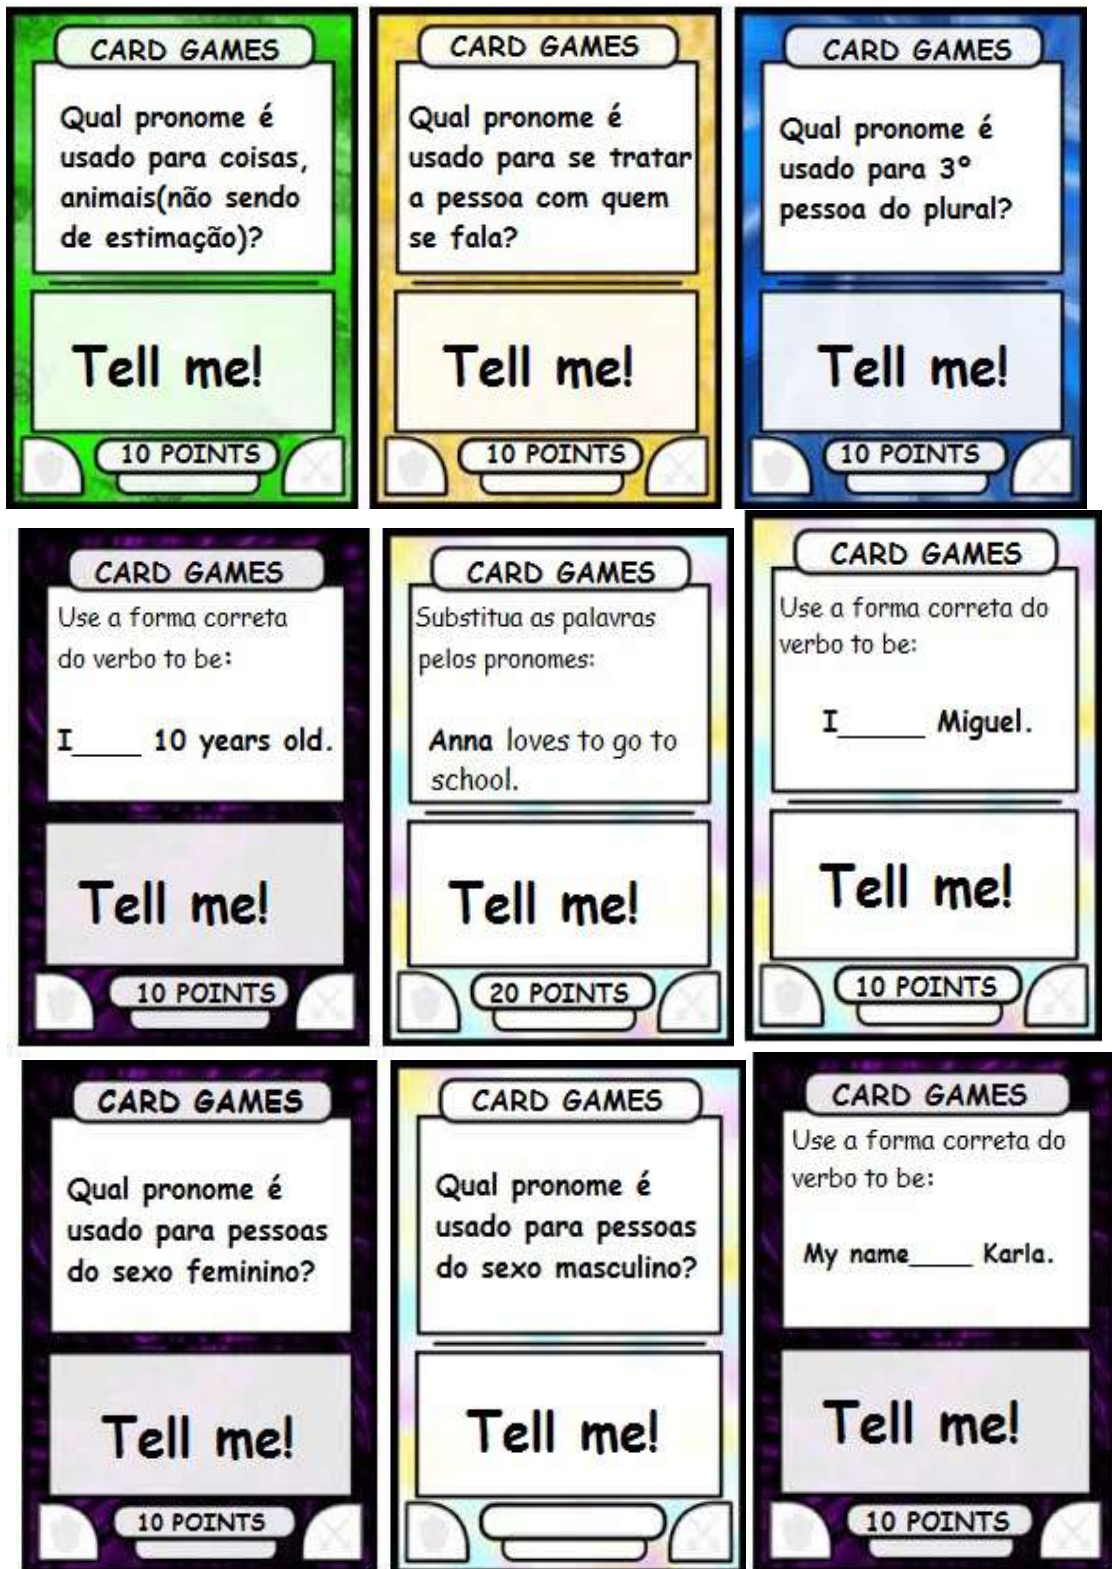 CARD GAMES
Qual pronome é
usado para coisas,
animais(não sendo
de estimação)?
Tell me!
10 POINTS
CARD GAMES
Qual pronome é
usado para se tratar
a pessoa com quem
se fala?
Tell me!
10 POINTS
CARD GAMES
Qual pronome é
usado para 3º
pessoa do plural?
Tell me!
10 POINTS
CARD GAMES
Use a forma correta
do verbo to be:
I____ 10 years old.
Tell me!
10 POINTS
CARD GAMES
Substitua as palavras
pelos pronomes:
Anna loves to go to
school.
Tell me!
20 POINTS
CARD GAMES
Use a forma correta do
verbo to be:
I_____ Miguel.
Tell me!
10 POINTS
CARD GAMES
Qual pronome é
usado para pessoas
do sexo feminino?
Tell me!
10 POINTS
CARD GAMES
Qual pronome é
usado para pessoas
do sexo masculino?
Tell me!
CARD GAMES
Use a forma correta do
verbo to be:
My name____ Karla.
Tell me!
10 POINTS